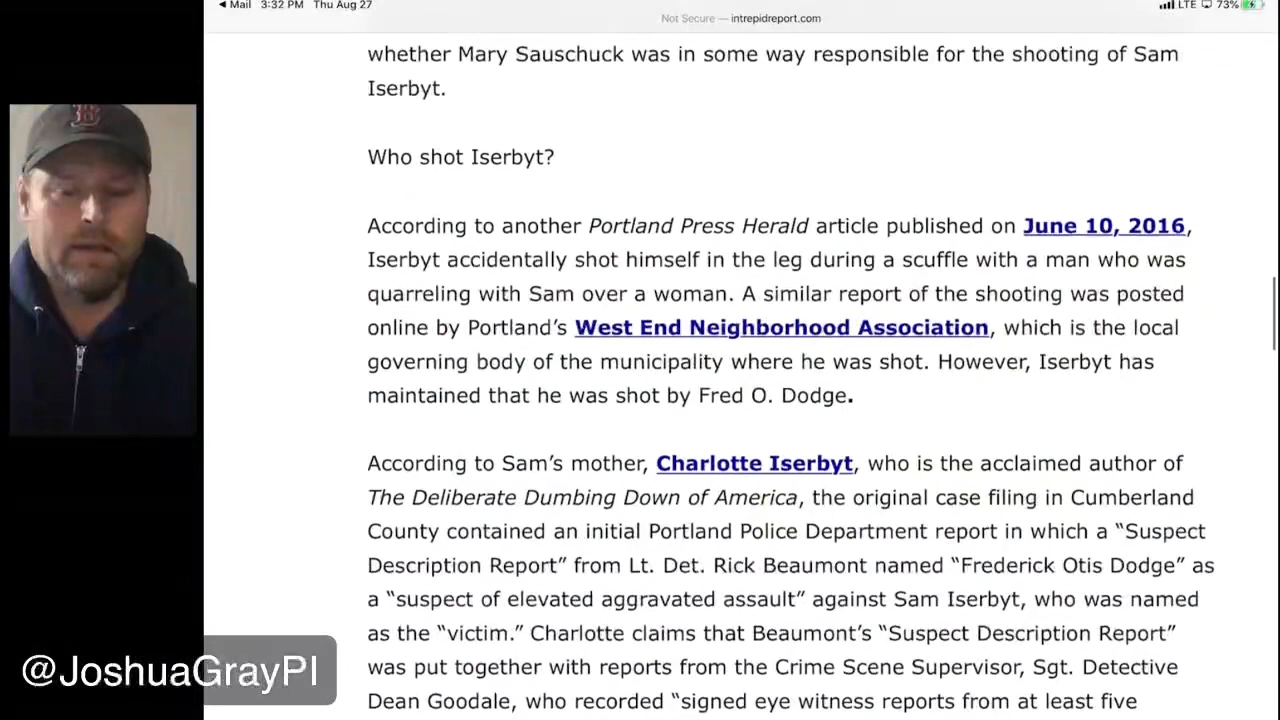 Mail 3:32 PM Thu Aug 27
LTE 73%
Not Secure — intrepidreport.com
whether Mary Sauschuck was in some way responsible for the shooting of Sam
Iserbyt.
Who shot Iserbyt?
According to another Portland Press Herald article published on June 10, 2016,
Iserbyt accidentally shot himself in the leg during a scuffle with a man who was
quarreling with Sam over a woman. A similar report of the shooting was posted
online by Portland’s West End Neighborhood Association, which is the local
governing body of the municipality where he was shot. However, Iserbyt has
maintained that he was shot by Fred O. Dodge.
According to Sam’s mother, Charlotte Iserbyt, who is the acclaimed author of
The Deliberate Dumbing Down of America, the original case filing in Cumberland
County contained an initial Portland Police Department report in which a “Suspect
Description Report” from Lt. Det. Rick Beaumont named “Frederick Otis Dodge” as
a “suspect of elevated aggravated assault” against Sam Iserbyt, who was named
as the “victim.” Charlotte claims that Beaumont’s “Suspect Description Report”
was put together with reports from the Crime Scene Supervisor, Sgt. Detective
Dean Goodale, who recorded “signed eye witness reports from at least five
@JoshuaGrayPI
B